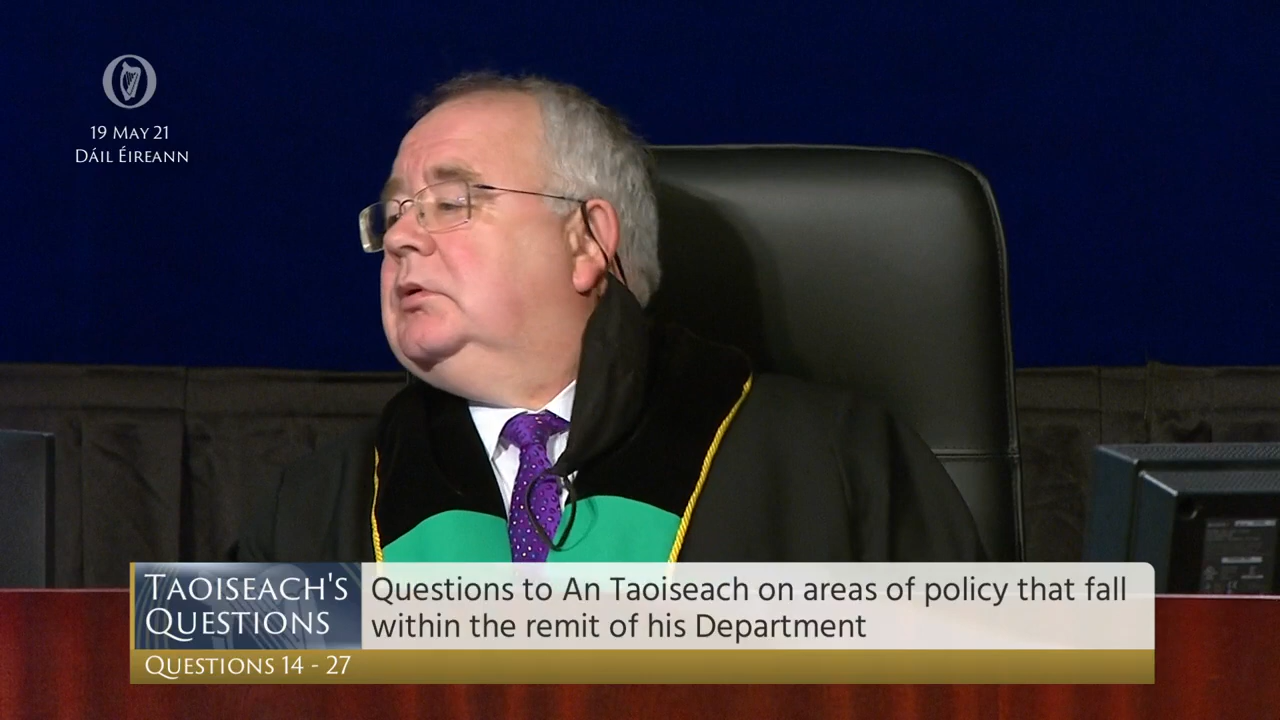 19 May 21
Dáil Éireann
Taoiseach's
Questions
Questions to An Taoiseach on areas of policy that fall
within the remit of his Department
Questions 14 - 27